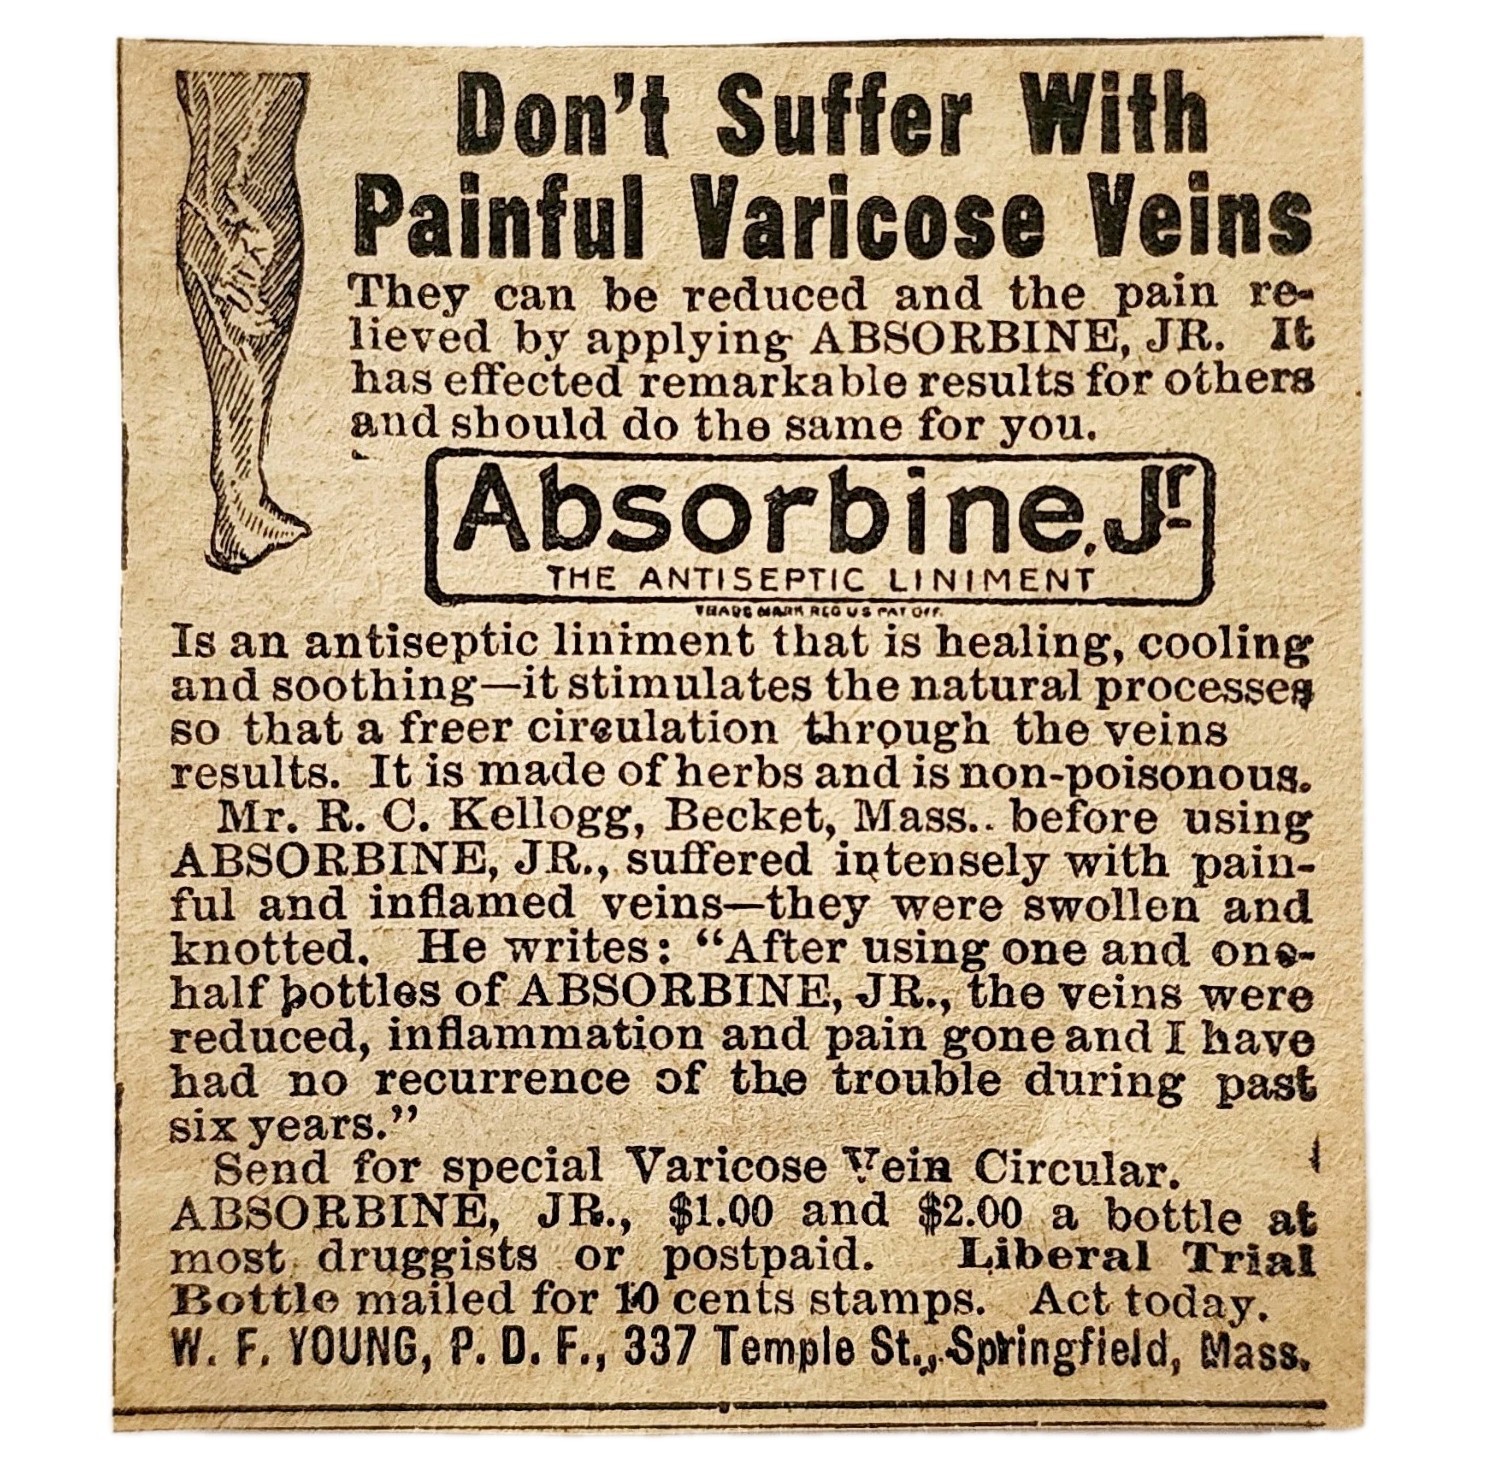 Don't Suffer With
Painful Varicose Veins
They can be reduced and the pain re-
lieved by applying ABSORBINE, JR. It
has effected remarkable results for others
and should do the same for you.
Absorbine, Jr.
THE ANTISEPTIC LINIMENT
TRADE MARK REG US PAT OFF.
Is an antiseptic liniment that is healing, cooling
and soothing—it stimulates the natural processes
so that a freer circulation through the veins
results. It is made of herbs and is non-poisonous.
Mr. R. C. Kellogg, Becket, Mass.. before using
ABSORBINE, JR., suffered intensely with pain-
ful and inflamed veins—they were swollen and
knotted. He writes: “After using one and one-
half bottles of ABSORBINE, JR., the veins were
reduced, inflammation and pain gone and I have
had no recurrence of the trouble during past
six years.”
Send for special Varicose Vein Circular.
ABSORBINE, JR., $1.00 and $2.00 a bottle at
most druggists or postpaid. Liberal Trial
Bottle mailed for 10 cents stamps. Act today.
W. F. YOUNG, P. D. F., 337 Temple St., Springfield, Mass.